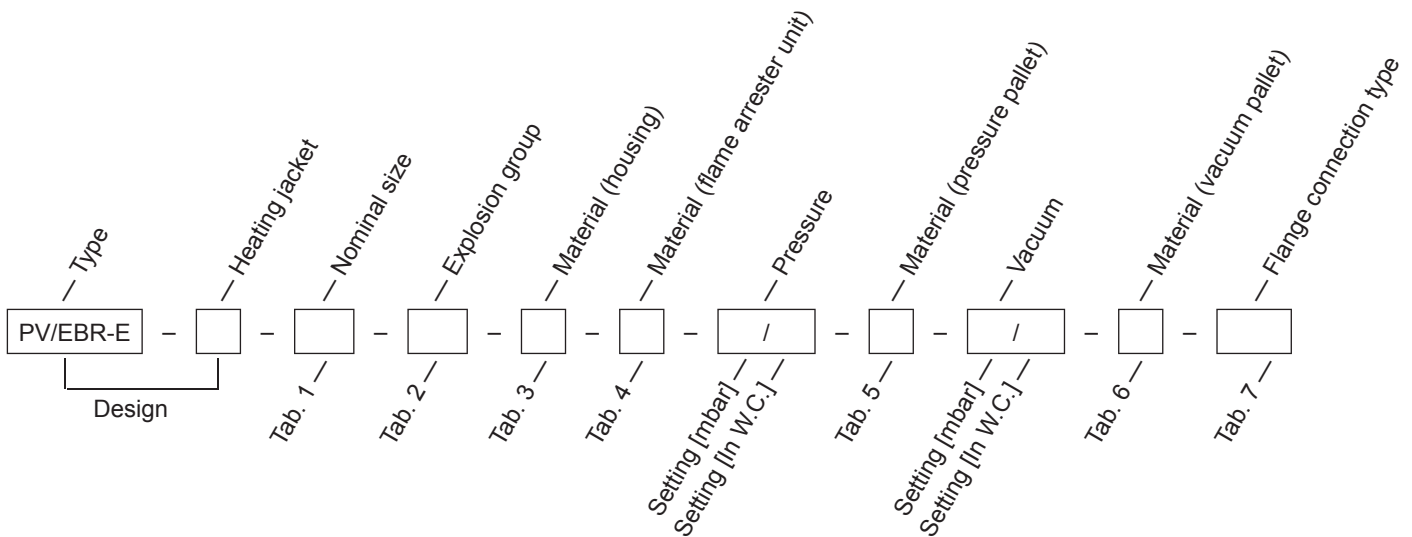 Type
Heating jacket
Nominal size
Explosion group
Material (housing)
Material (flame arrester unit)
Pressure
Material (pressure pallet)
Vacuum
Material (vacuum pallet)
Flange connection type
PV/EBR-E – – – – – – / – – / – –
Design
Tab. 1
Tab. 2
Tab. 3
Tab. 4
Setting [mbar]
Setting [In W.C.]
Tab. 5
Setting [mbar]
Setting [In W.C.]
Tab. 6
Tab. 7